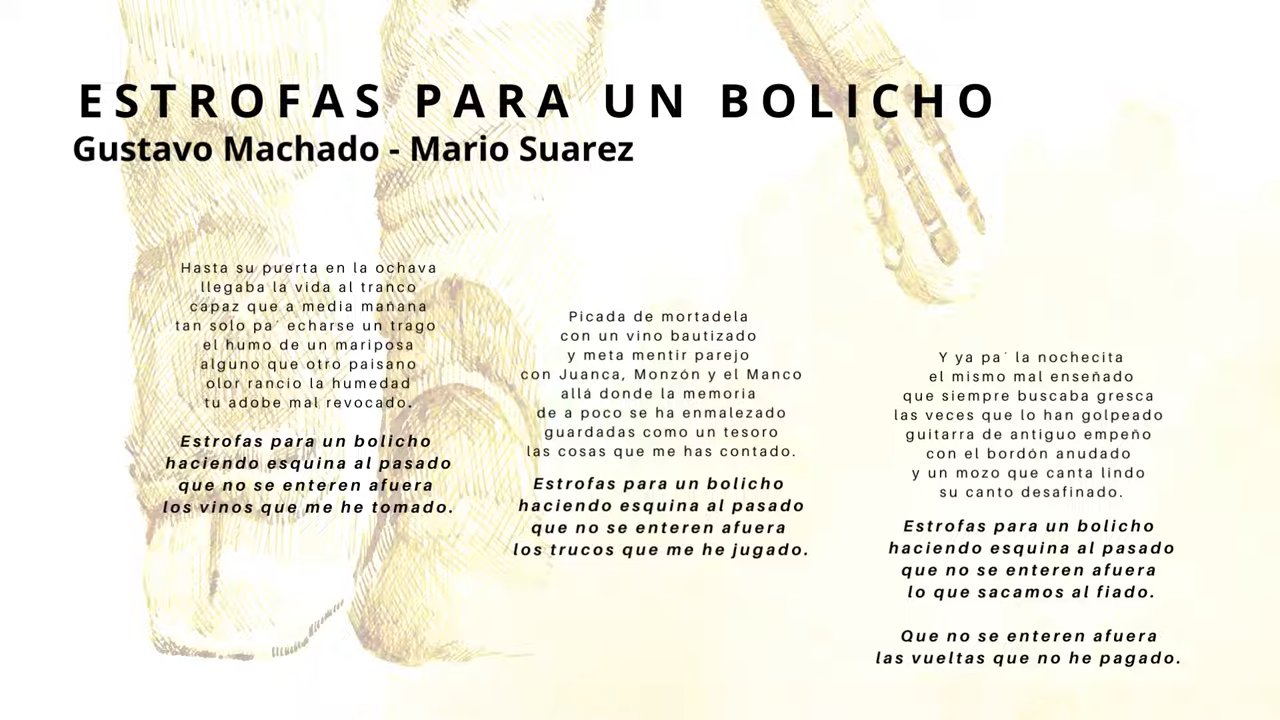 ESTROFAS PARA UN BOLICHO
Gustavo Machado - Mario Suarez
Hasta su puerta en la ochava
llegaba la vida al tranco
capaz que a media mañana
tan solo pa´ echarse un trago
el humo de un mariposa
alguno que otro paisano
olor rancio la humedad
tu adobe mal revocado.
Estrofas para un bolicho
haciendo esquina al pasado
que no se enteren afuera
los vinos que me he tomado.
Picada de mortadela
con un vino bautizado
y meta mentir parejo
con Juanca, Monzón y el Manco
allá donde la memoria
de a poco se ha enmalezado
guardadas como un tesoro
las cosas que me has contado.
Estrofas para un bolicho
haciendo esquina al pasado
que no se enteren afuera
los trucos que me he jugado.
Y ya pa´ la nochecita
el mismo mal enseñado
que siempre buscaba gresca
las veces que lo han golpeado
guitarra de antiguo empeño
con el bordón anudado
y un mozo que canta lindo
su canto desafinado.
Estrofas para un bolicho
haciendo esquina al pasado
que no se enteren afuera
lo que sacamos al fiado.
Que no se enteren afuera
las vueltas que no he pagado.